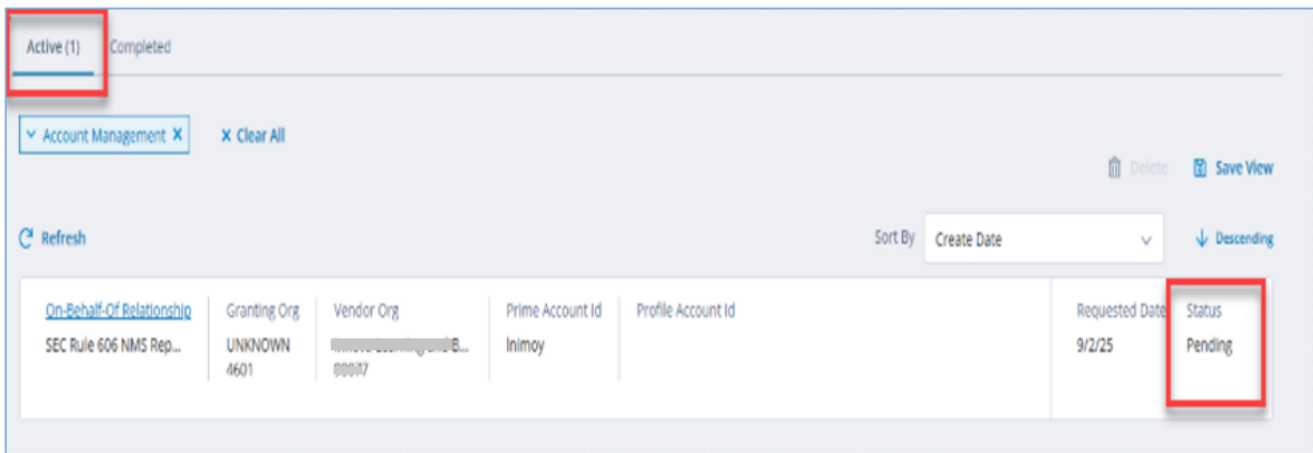 Active (1) Completed
Account Management X X Clear All
Delete Save View
Refresh Sort By Create Date Descending
On-Behalf-Of Relationship Granting Org Vendor Org Prime Account Id Profile Account Id Requested Date Status
SEC Rule 606 NMS Rep... UNKNOWN B... Inimoy 9/2/25 Pending
4601